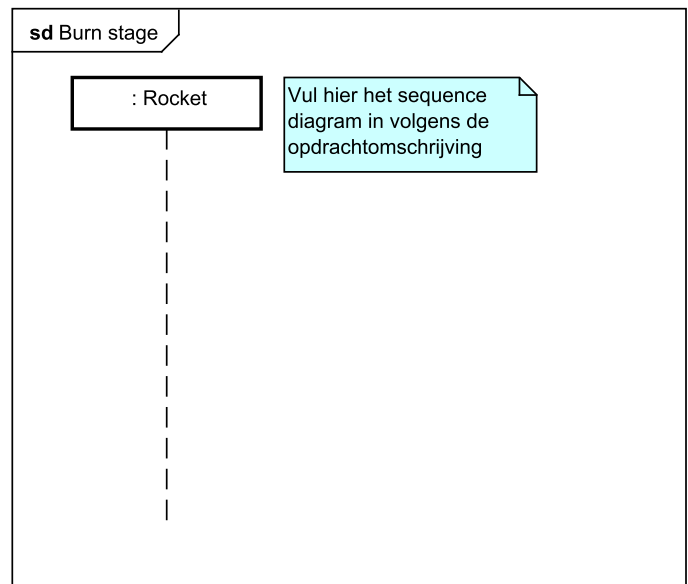 sd Burn stage
: Rocket
Vul hier het sequence
diagram in volgens de
opdrachtomschrijving